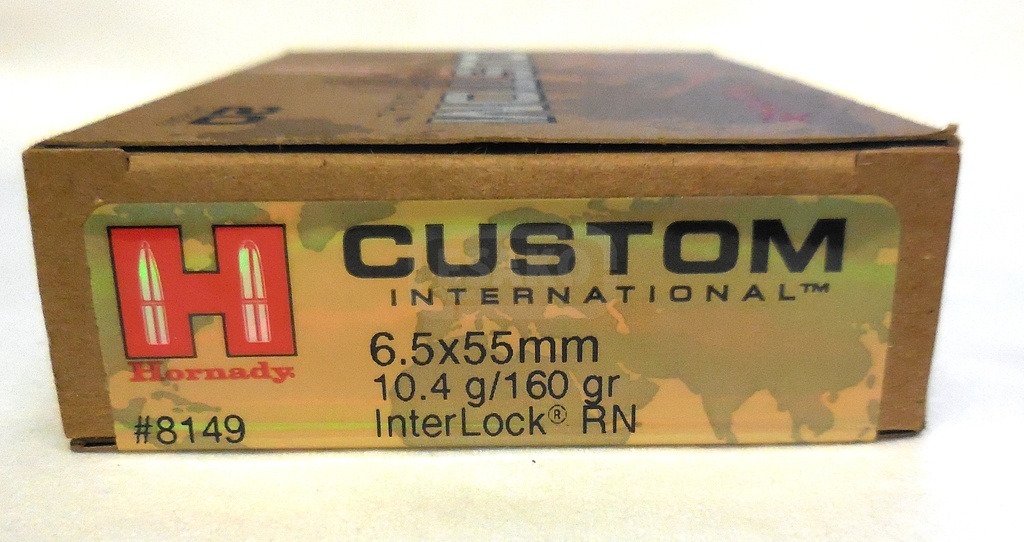 H
Hornady
#8149
CUSTOM
INTERNATIONAL™
6.5x55mm
10.4 g/160 gr
InterLock® RN